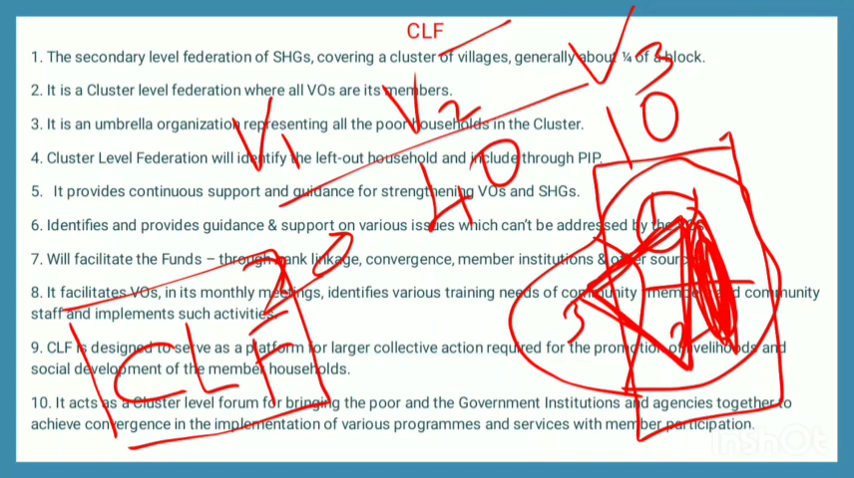 CLF
1. The secondary level federation of SHGs, covering a cluster of villages, generally about ¼ of a block.
2. It is a Cluster level federation where all VOs are its members.
3. It is an umbrella organization representing all the poor households in the Cluster.
4. Cluster Level Federation will identify the left-out household and include through PIP.
5. It provides continuous support and guidance for strengthening VOs and SHGs.
6. Identifies and provides guidance & support on various issues which can't be addressed by the
7. Will facilitate the Funds – through bank linkage, convergence, member institutions & other sources
8. It facilitates VOs, in its monthly meetings, identifies various training needs of community members and community
staff and implements such activities.
9. CLF is designed to serve as a platform for larger collective action required for the promotion of livelihoods and
social development of the member households.
10. It acts as a Cluster level forum for bringing the poor and the Government Institutions and agencies together to
achieve convergence in the implementation of various programmes and services with member participation.
V1
V2
V3
10
40
20
CLF
1
2
3
InShOt